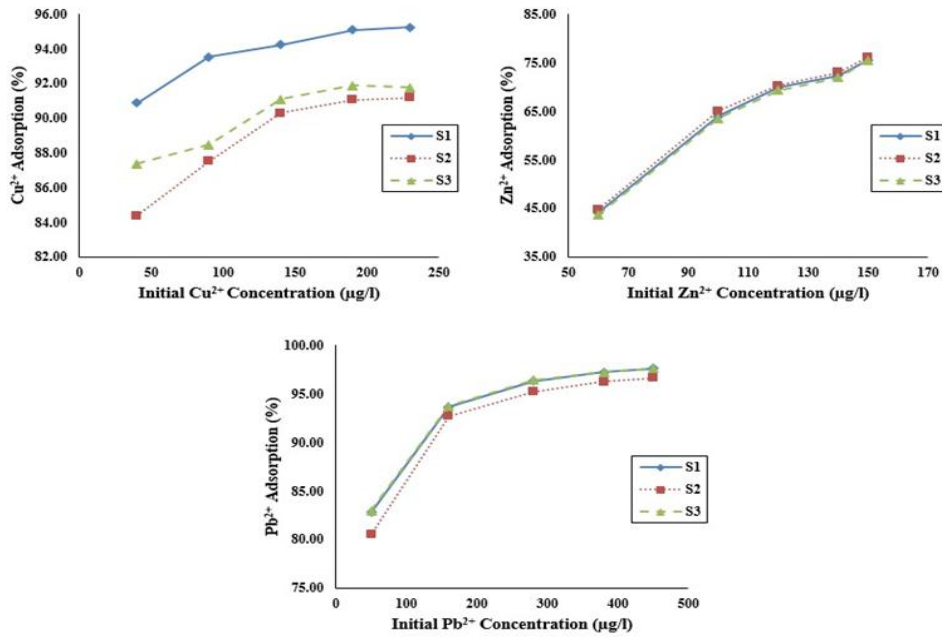 Cu²⁺ Adsorption (%)
96.00
94.00
92.00
90.00
88.00
86.00
84.00
82.00
0
50
100
150
200
250
Initial Cu²⁺ Concentration (µg/l)
S1
S2
S3
Zn²⁺ Adsorption (%)
85.00
75.00
65.00
55.00
45.00
35.00
50
70
90
110
130
150
170
Initial Zn²⁺ Concentration (µg/l)
S1
S2
S3
Pb²⁺ Adsorption (%)
100.00
95.00
90.00
85.00
80.00
75.00
0
100
200
300
400
500
Initial Pb²⁺ Concentration (µg/l)
S1
S2
S3